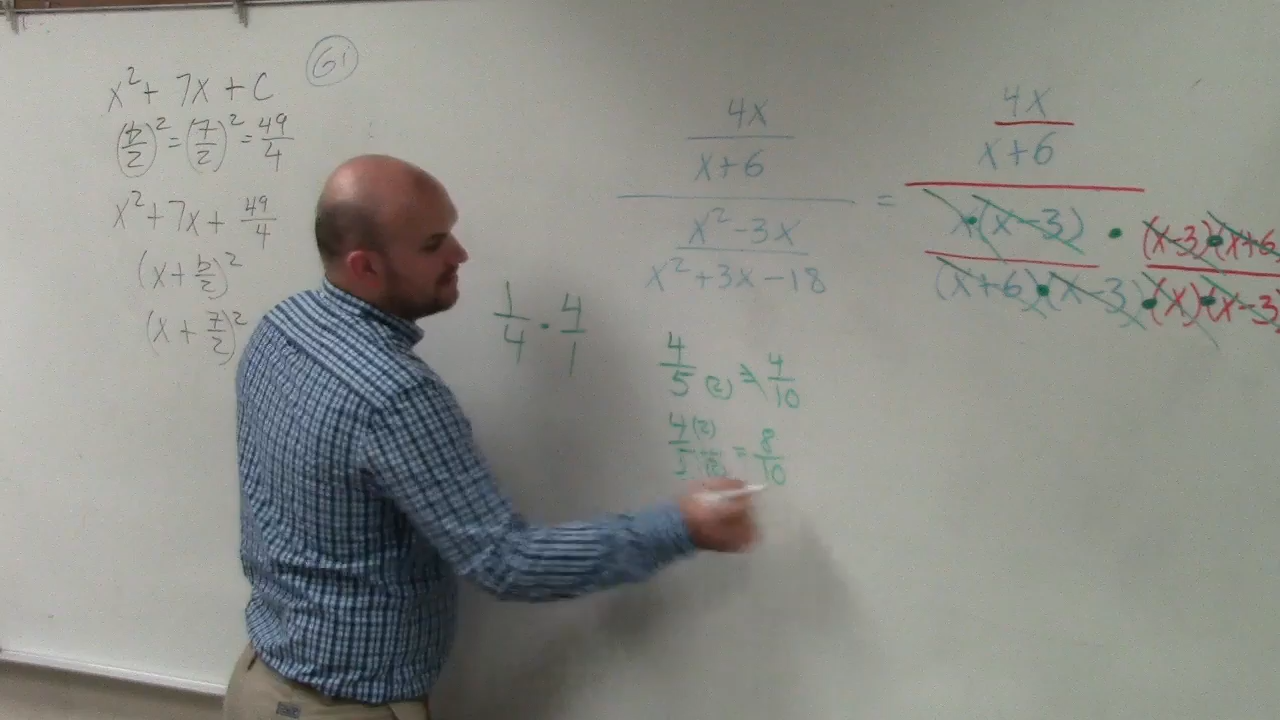 61
x² + 7x + C
(b/2)² = (7/2)² = 49/4
x² + 7x + 49/4
(x + b/2)²
(x + 7/2)²
1/4 · 4/1
4x
x+6
x² - 3x
x² + 3x - 18
=
4x
x+6
x·(x-3) · (x-3)·(x+6
(x+6)·(x-3)·(x)·(x-3
4/5 (2) ≠ 4/10
4(2)/5(2) = 8/10